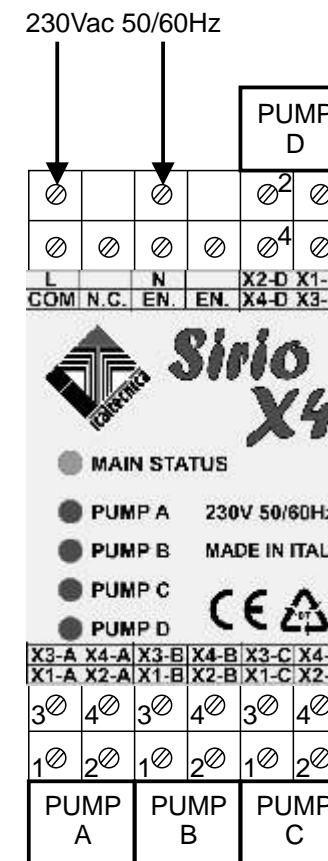 230Vac 50/60Hz
PUMP
D
2
4
L N X2-D X1-
COM N.C. EN. EN. X4-D X3-
Italtecnica
Sirio
X4
MAIN STATUS
PUMP A 230V 50/60Hz
PUMP B MADE IN ITAL
PUMP C
PUMP D
CE
X3-A X4-A X3-B X4-B X3-C X4-
X1-A X2-A X1-B X2-B X1-C X2-
3 4 3 4 3 4
1 2 1 2 1 2
PUMP PUMP PUMP
A B C